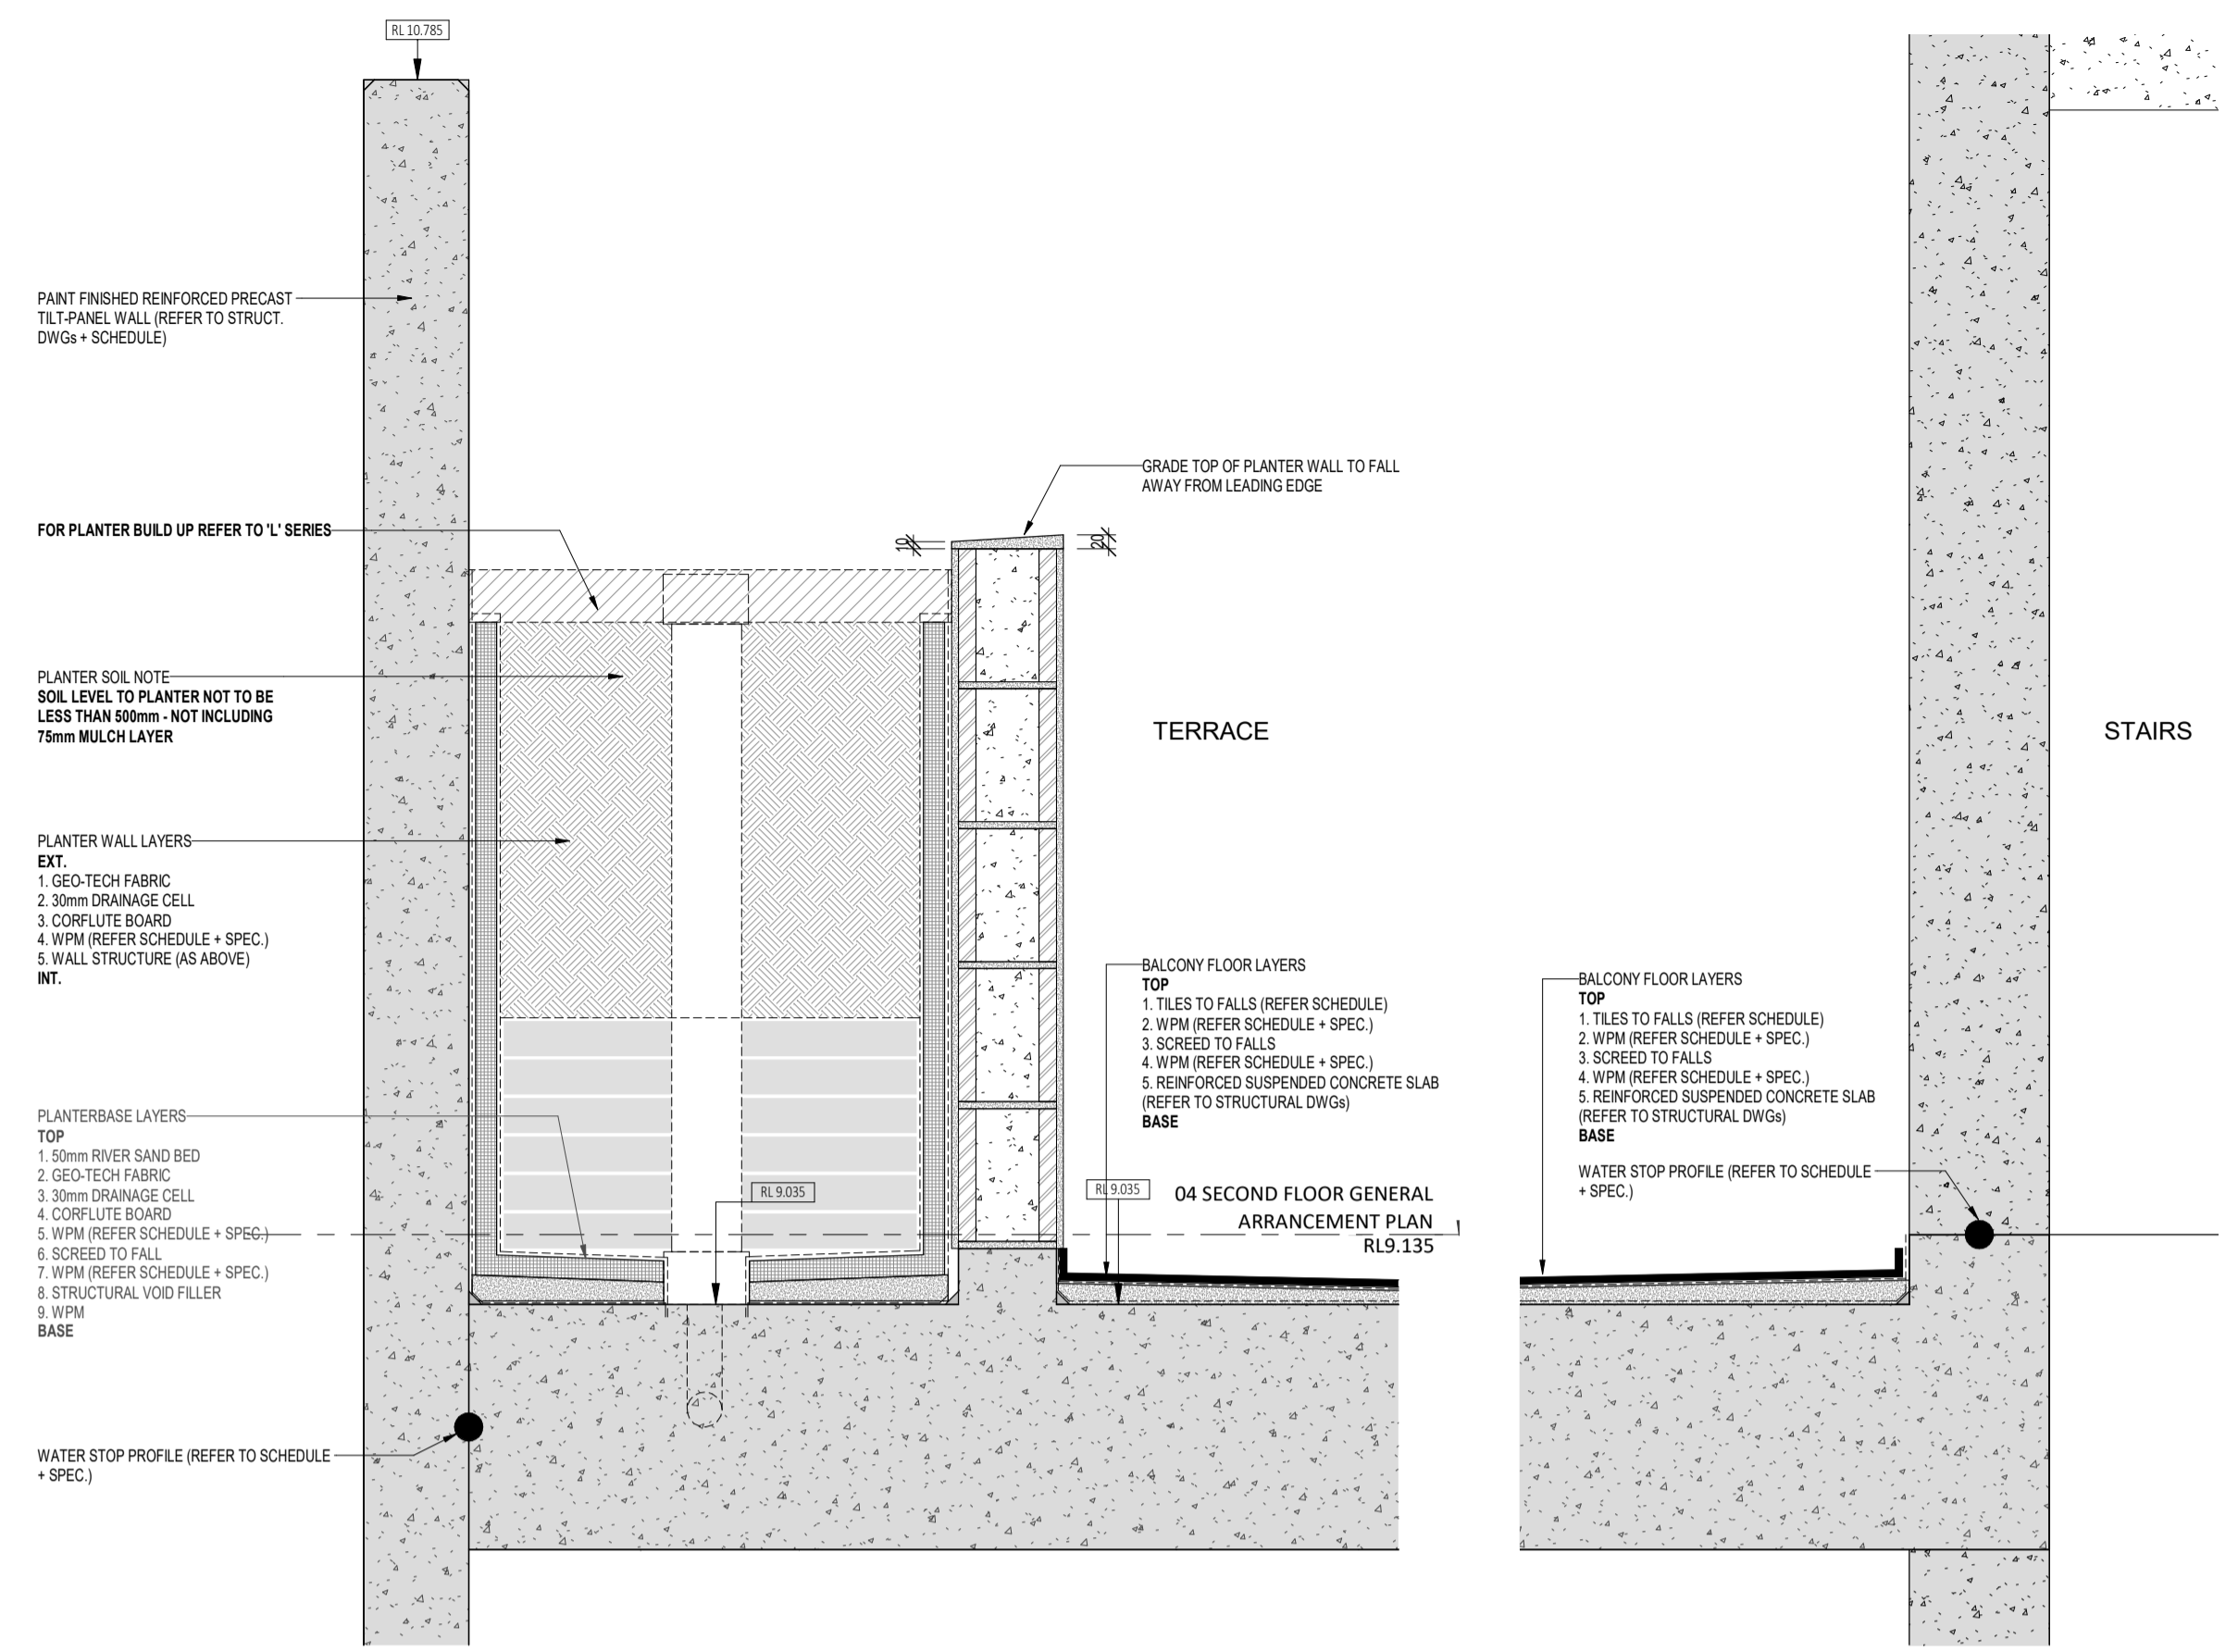 RL 10.785
PAINT FINISHED REINFORCED PRECAST
TILT-PANEL WALL (REFER TO STRUCT.
DWGs + SCHEDULE)
GRADE TOP OF PLANTER WALL TO FALL
AWAY FROM LEADING EDGE
FOR PLANTER BUILD UP REFER TO 'L' SERIES
10
20
PLANTER SOIL NOTE
SOIL LEVEL TO PLANTER NOT TO BE
LESS THAN 500mm - NOT INCLUDING
75mm MULCH LAYER
TERRACE
STAIRS
PLANTER WALL LAYERS
EXT.
1. GEO-TECH FABRIC
2. 30mm DRAINAGE CELL
3. CORFLUTE BOARD
4. WPM (REFER SCHEDULE + SPEC.)
5. WALL STRUCTURE (AS ABOVE)
INT.
BALCONY FLOOR LAYERS
TOP
1. TILES TO FALLS (REFER SCHEDULE)
2. WPM (REFER SCHEDULE + SPEC.)
3. SCREED TO FALLS
4. WPM (REFER SCHEDULE + SPEC.)
5. REINFORCED SUSPENDED CONCRETE SLAB
(REFER TO STRUCTURAL DWGs)
BASE
BALCONY FLOOR LAYERS
TOP
1. TILES TO FALLS (REFER SCHEDULE)
2. WPM (REFER SCHEDULE + SPEC.)
3. SCREED TO FALLS
4. WPM (REFER SCHEDULE + SPEC.)
5. REINFORCED SUSPENDED CONCRETE SLAB
(REFER TO STRUCTURAL DWGs)
BASE
WATER STOP PROFILE (REFER TO SCHEDULE
+ SPEC.)
PLANTERBASE LAYERS
TOP
1. 50mm RIVER SAND BED
2. GEO-TECH FABRIC
3. 30mm DRAINAGE CELL
4. CORFLUTE BOARD
5. WPM (REFER SCHEDULE + SPEC.)
6. SCREED TO FALL
7. WPM (REFER SCHEDULE + SPEC.)
8. STRUCTURAL VOID FILLER
9. WPM
BASE
RL 9.035
RL 9.035
04 SECOND FLOOR GENERAL
ARRANCEMENT PLAN
RL9.135
WATER STOP PROFILE (REFER TO SCHEDULE
+ SPEC.)